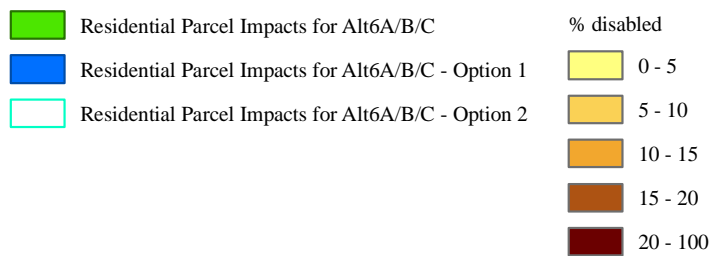 Residential Parcel Impacts for Alt6A/B/C
Residential Parcel Impacts for Alt6A/B/C - Option 1
Residential Parcel Impacts for Alt6A/B/C - Option 2
% disabled
0 - 5
5 - 10
10 - 15
15 - 20
20 - 100